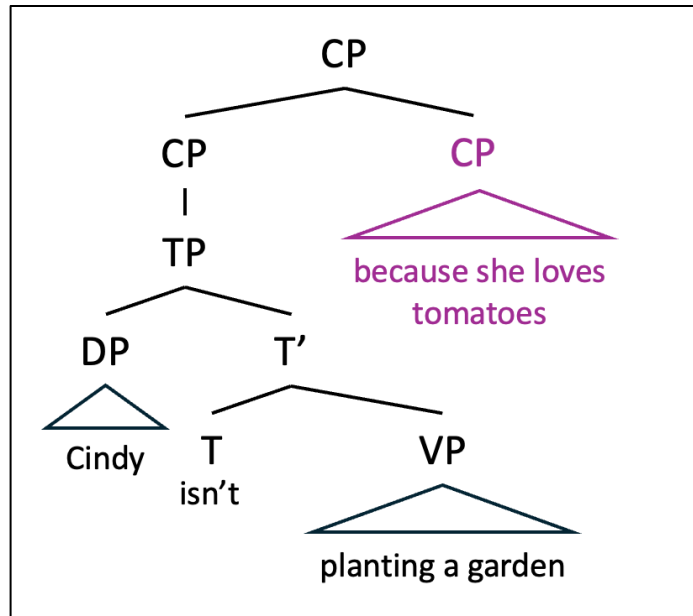 CP
CP CP
TP
because she loves
tomatoes
DP T’
Cindy T VP
isn’t
planting a garden